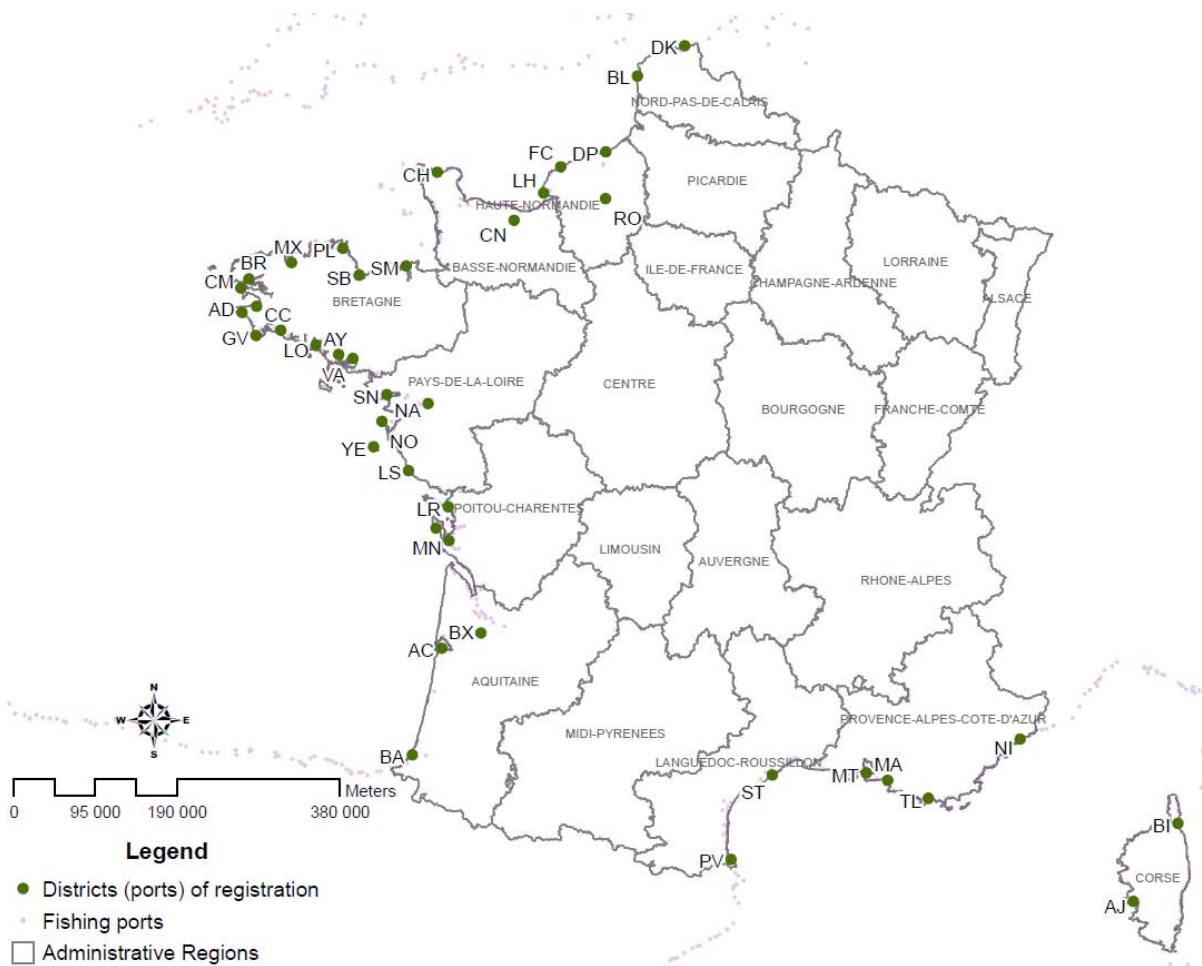 DK
BL
NORD-PAS-DE-CALAIS
FC
DP
CH
LH
PICARDIE
HAUTE-NORMANDIE
RO
CN
MX
PL
BR
SM
SB
CM
BASSE-NORMANDIE
ILE-DE-FRANCE
LORRAINE
CHAMPAGNE-ARDENNE
ALSACE
BRETAGNE
AD
CC
GV
LO
AY
VA
PAYS-DE-LA-LOIRE
CENTRE
SN
NA
BOURGOGNE
FRANCHE-COMTE
NO
YE
LS
LR
POITOU-CHARENTES
MN
LIMOUSIN
AUVERGNE
RHONE-ALPES
BX
AC
AQUITAINE
N
W
E
S
MIDI-PYRENEES
PROVENCE-ALPES-COTE-D'AZUR
NI
BA
LANGUEDOC-ROUSSILLON
MT
MA
ST
TL
Meters
0 95 000 190 000 380 000
BI
PV
CORSE
AJ
Legend
Districts (ports) of registration
Fishing ports
Administrative Regions